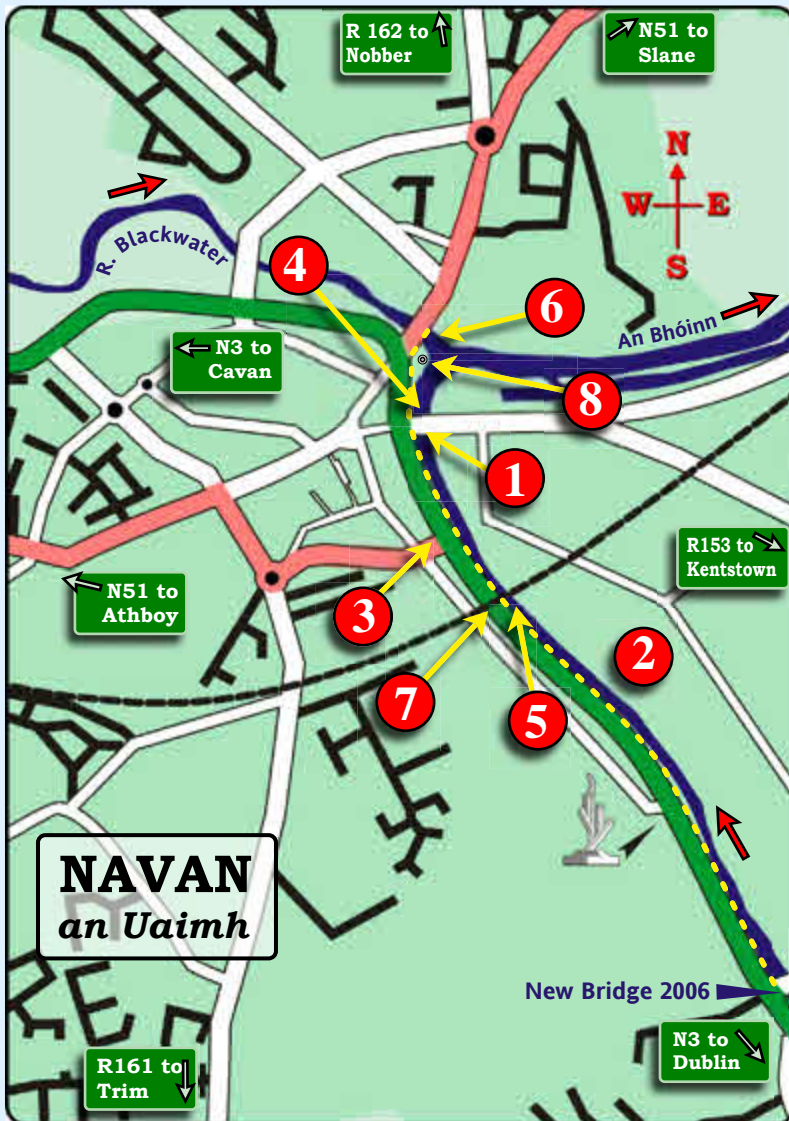 R 162 to
Nobber
N51 to
Slane
N
W E
S
R. Blackwater
4
6
An Bhóinn
N3 to
Cavan
8
1
R153 to
Kentstown
N51 to
Athboy
3
2
7
5
NAVAN
an Uaimh
New Bridge 2006
N3 to
Dublin
R161 to
Trim